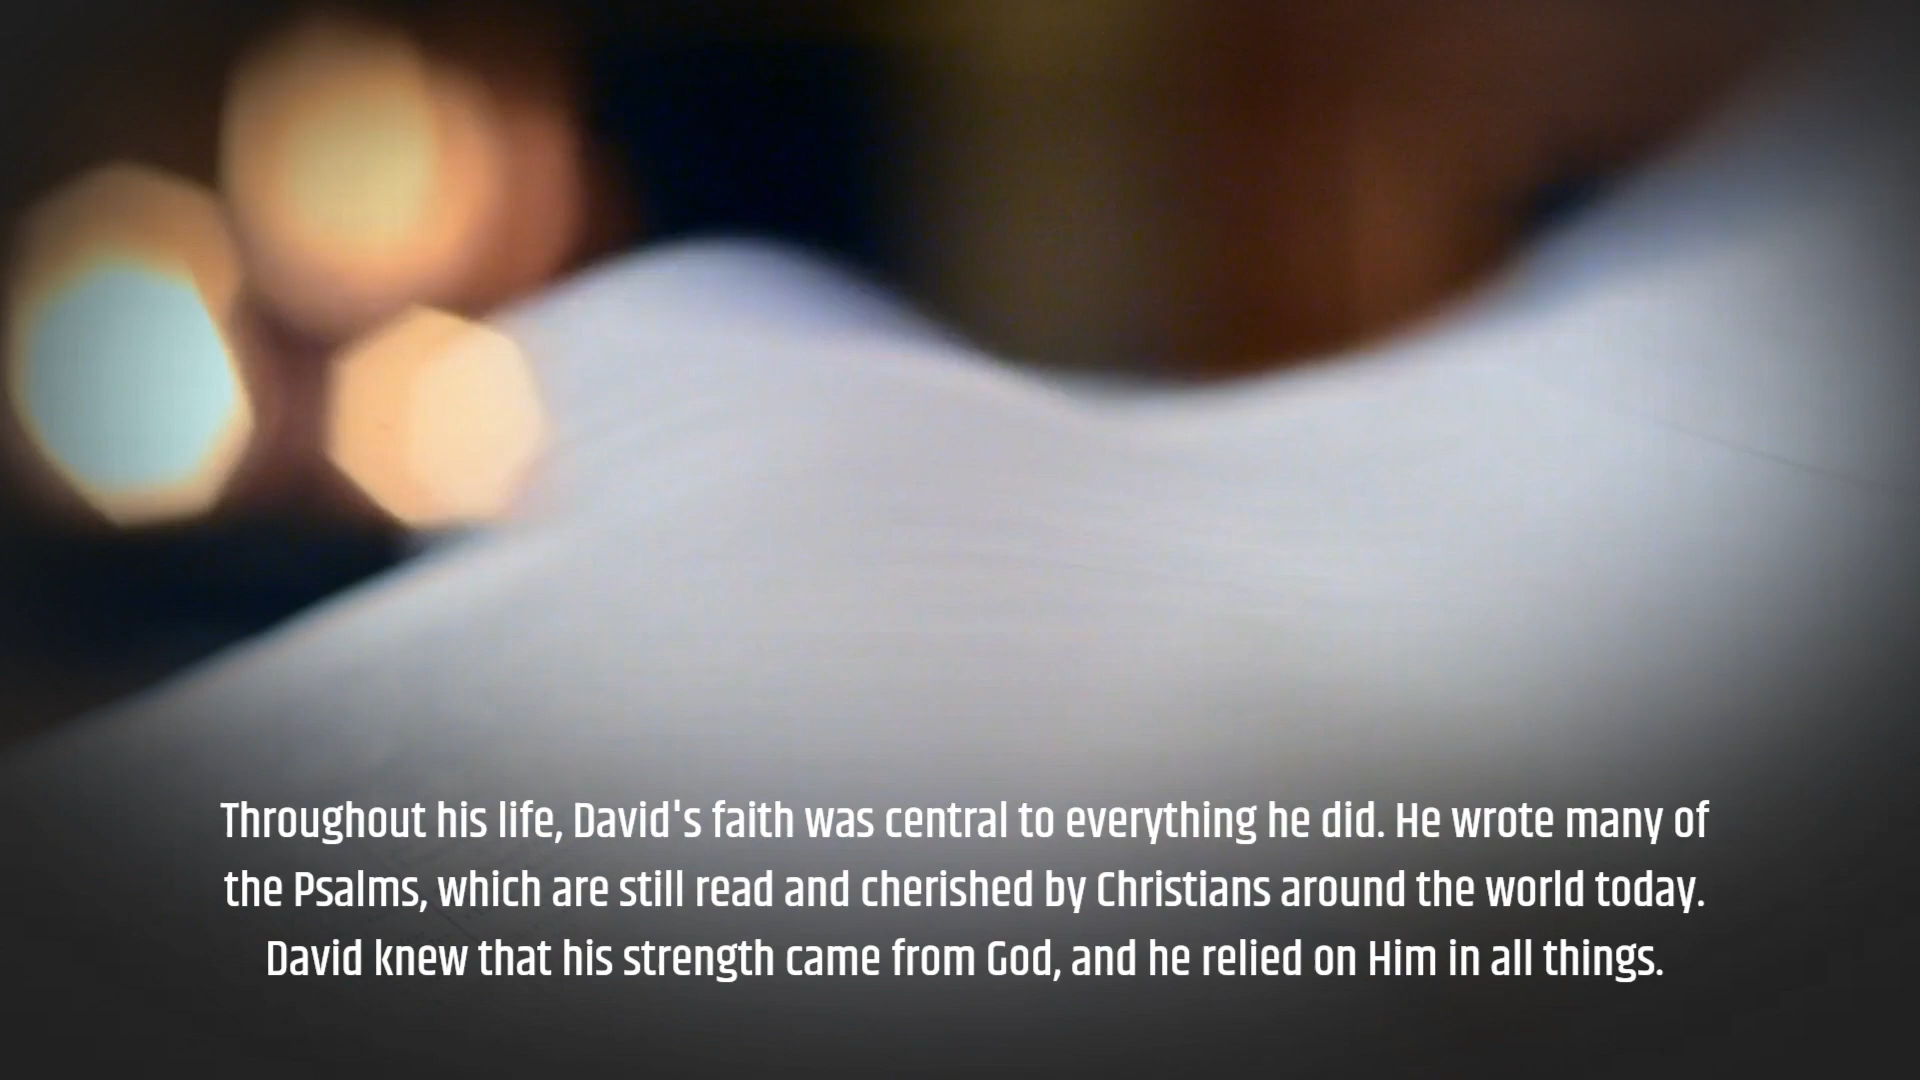 Throughout his life, David's faith was central to everything he did. He wrote many of
the Psalms, which are still read and cherished by Christians around the world today.
David knew that his strength came from God, and he relied on Him in all things.